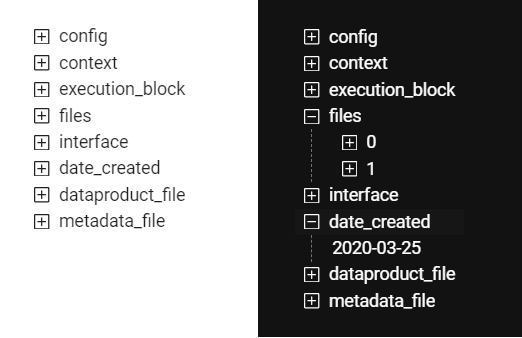 config
context
execution_block
files
interface
date_created
dataproduct_file
metadata_file
config
context
execution_block
files
0
1
interface
date_created
2020-03-25
dataproduct_file
metadata_file